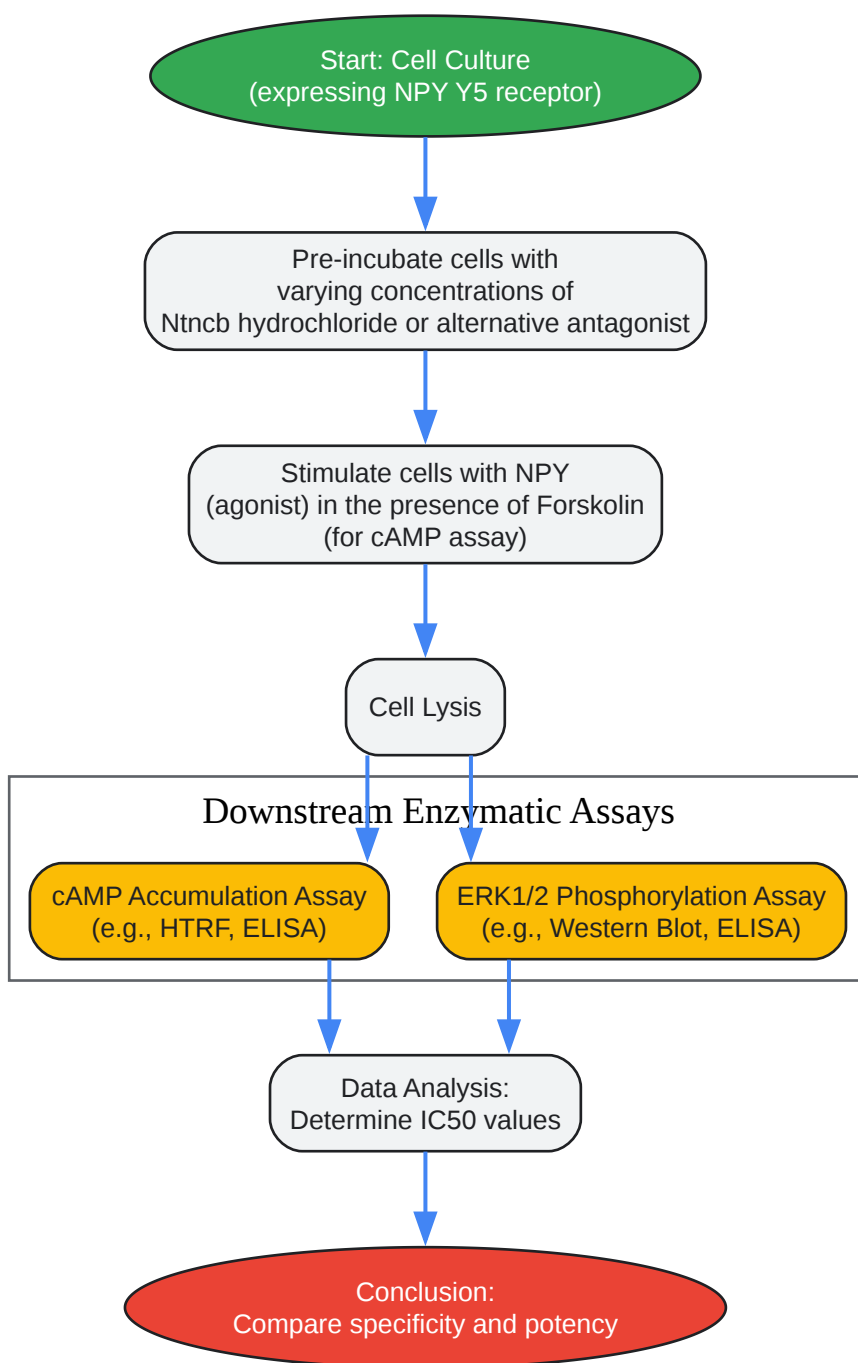 Start: Cell Culture
(expressing NPY Y5 receptor)
Pre-incubate cells with
varying concentrations of
Ntncb hydrochloride or alternative antagonist
Stimulate cells with NPY
(agonist) in the presence of Forskolin
(for cAMP assay)
Cell Lysis
Downstream Enzymatic Assays
cAMP Accumulation Assay
(e.g., HTRF, ELISA)
ERK1/2 Phosphorylation Assay
(e.g., Western Blot, ELISA)
Data Analysis:
Determine IC50 values
Conclusion:
Compare specificity and potency